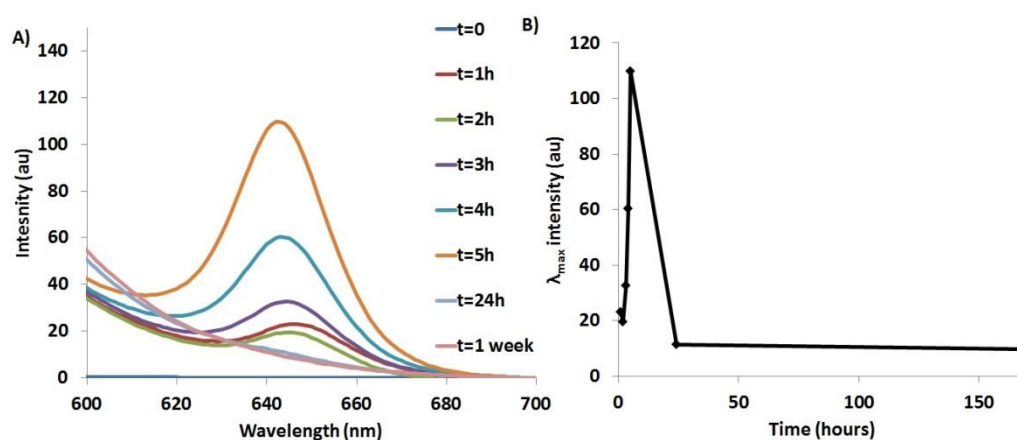 A)
Intesnity (au)
140
120
100
80
60
40
20
0
600
620
640
660
680
700
Wavelength (nm)
t=0
t=1h
t=2h
t=3h
t=4h
t=5h
t=24h
t=1 week
B)
λmax intensity (au)
120
100
80
60
40
20
0
0
50
100
150
Time (hours)